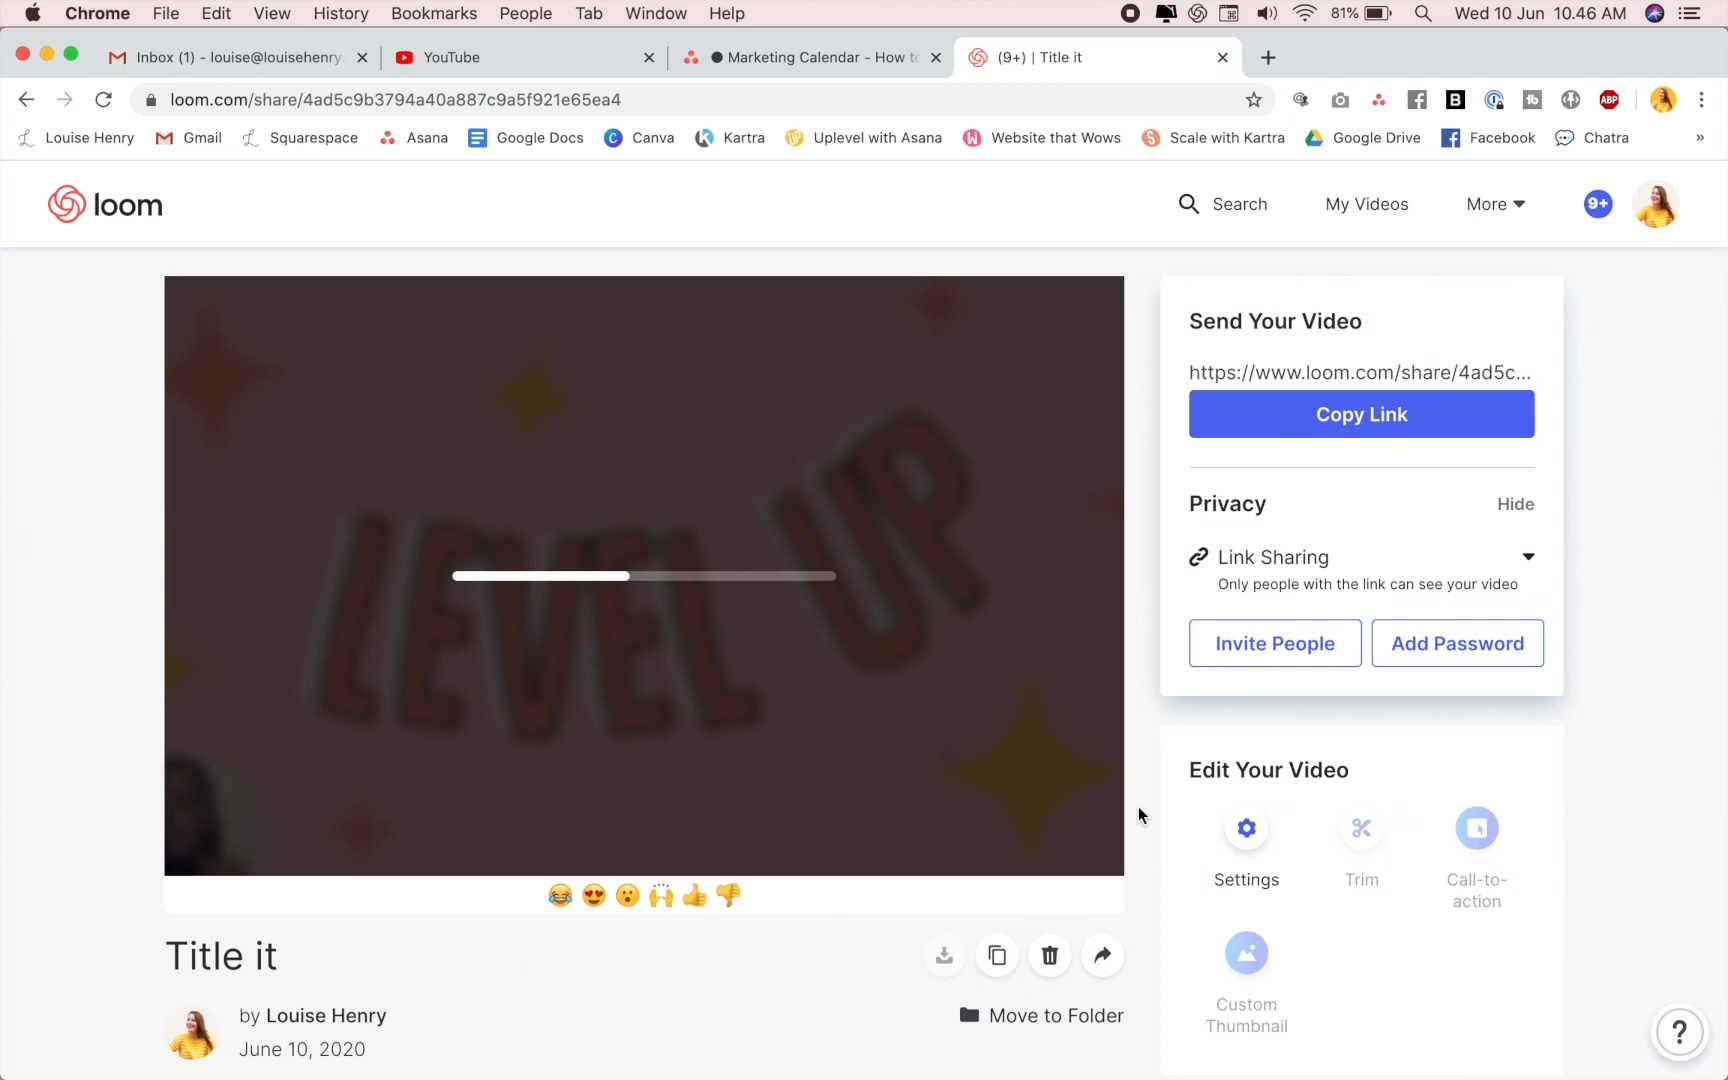 Chrome File Edit View History Bookmarks People Tab Window Help 81% Wed 10 Jun 10.46 AM
Inbox (1) - louise@louisehenry. YouTube ● Marketing Calendar - How to (9+) | Title it
loom.com/share/4ad5c9b3794a40a887c9a5f921e65ea4 B tb ABP
Louise Henry Gmail Squarespace Asana Google Docs Canva Kartra Uplevel with Asana Website that Wows Scale with Kartra Google Drive Facebook Chatra »
loom Search My Videos More 9+
Send Your Video
https://www.loom.com/share/4ad5c...
Copy Link
Privacy Hide
Link Sharing
Only people with the link can see your video
Invite People Add Password
LEVEL UP
Edit Your Video
Settings Trim Call-to-
action
Custom
Thumbnail
Title it
by Louise Henry
June 10, 2020
Move to Folder
?